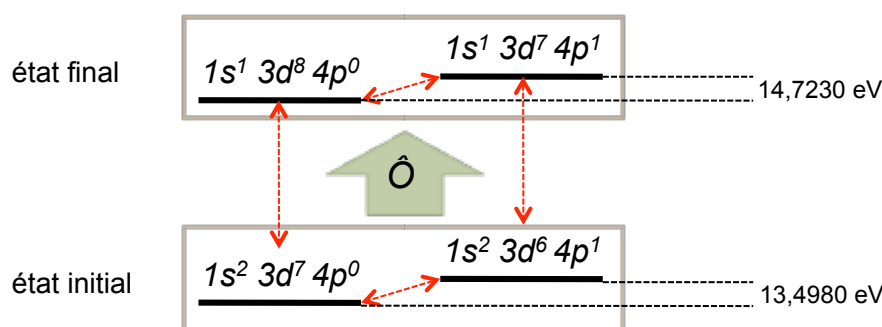 état final
1s¹ 3d⁸ 4p⁰
1s¹ 3d⁷ 4p¹
14,7230 eV
Ô
état initial
1s² 3d⁷ 4p⁰
1s² 3d⁶ 4p¹
13,4980 eV